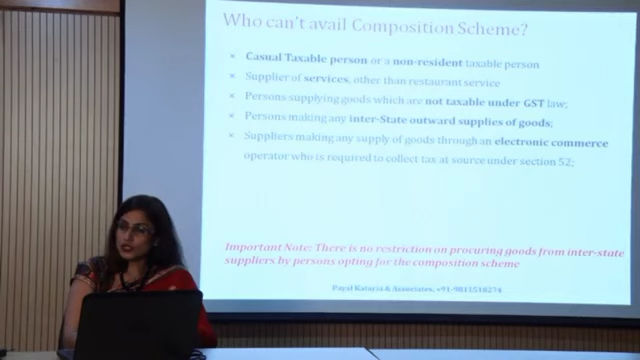 Who can't avail Composition Scheme?
× Casual Taxable person or a non-resident taxable person
× Supplier of services, other than restaurant service
× Persons supplying goods which are not taxable under GST law;
× Persons making any inter-State outward supplies of goods;
× Suppliers making any supply of goods through an electronic commerce
operator who is required to collect tax at source under section 52;
Important Note: There is no restriction on procuring goods from inter-state
suppliers by persons opting for the composition scheme
Payal Kataria & Associates, +91-9811510274